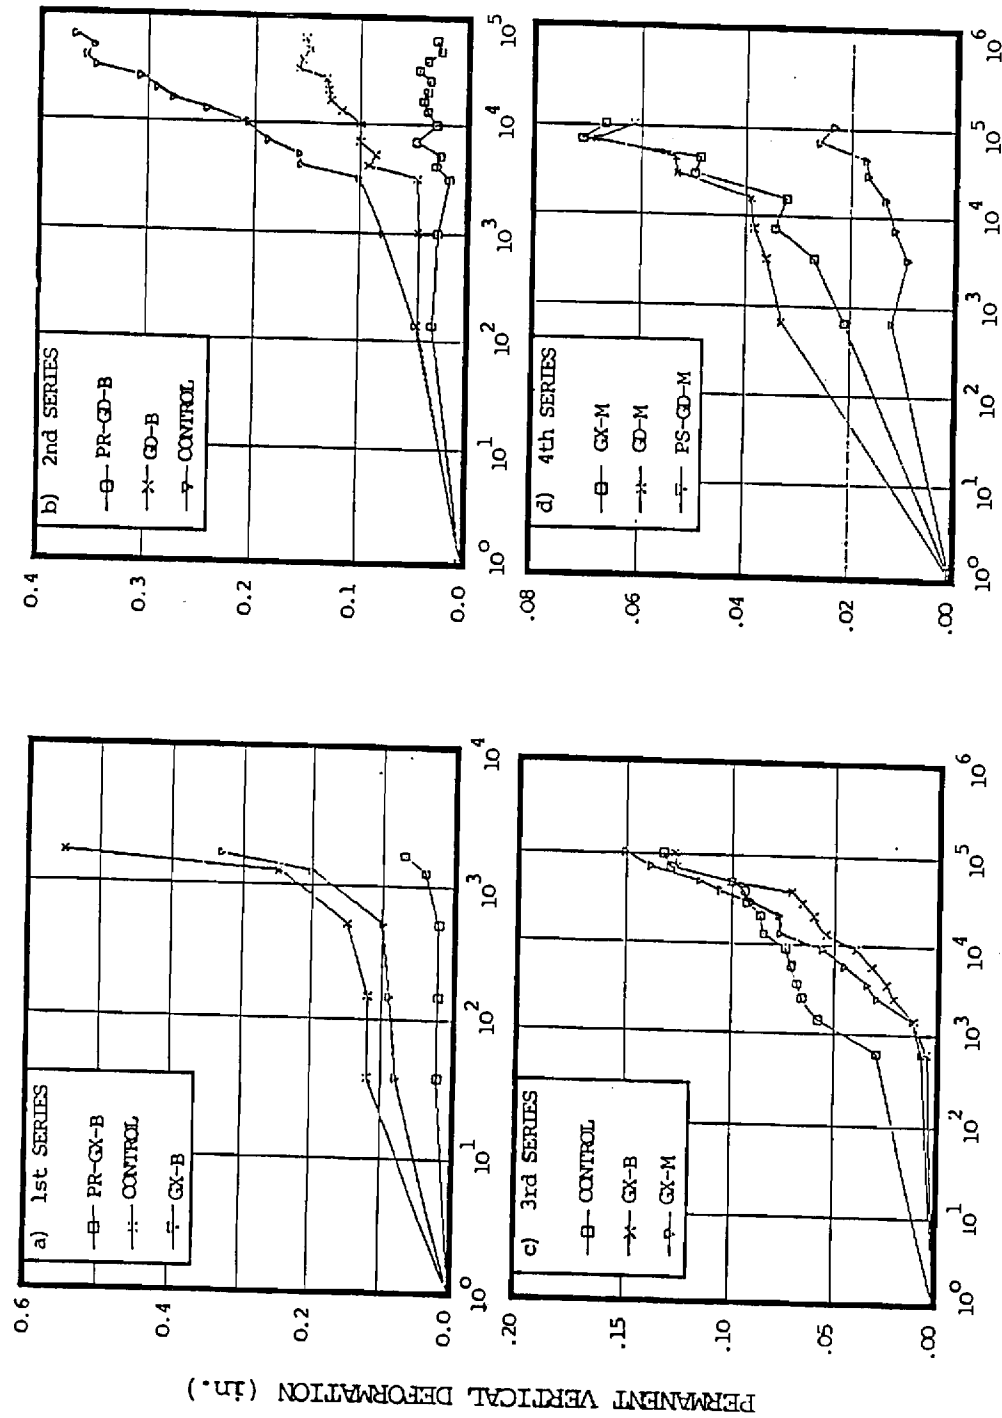 PERMANENT VERTICAL DEFORMATION (in.)
a) 1st SERIES
PR-GX-B
CONTROL
GX-B
0.6
0.4
0.2
0.0
10^0
10^1
10^2
10^3
10^4
b) 2nd SERIES
PR-GD-B
GD-B
CONTROL
0.4
0.3
0.2
0.1
0.0
10^0
10^1
10^2
10^3
10^4
10^5
c) 3rd SERIES
CONTROL
GX-B
GX-M
.20
.15
.10
.05
.00
10^0
10^1
10^2
10^3
10^4
10^5
10^6
d) 4th SERIES
GX-M
GD-M
PS-GD-M
.08
.06
.04
.02
.00
10^0
10^1
10^2
10^3
10^4
10^5
10^6